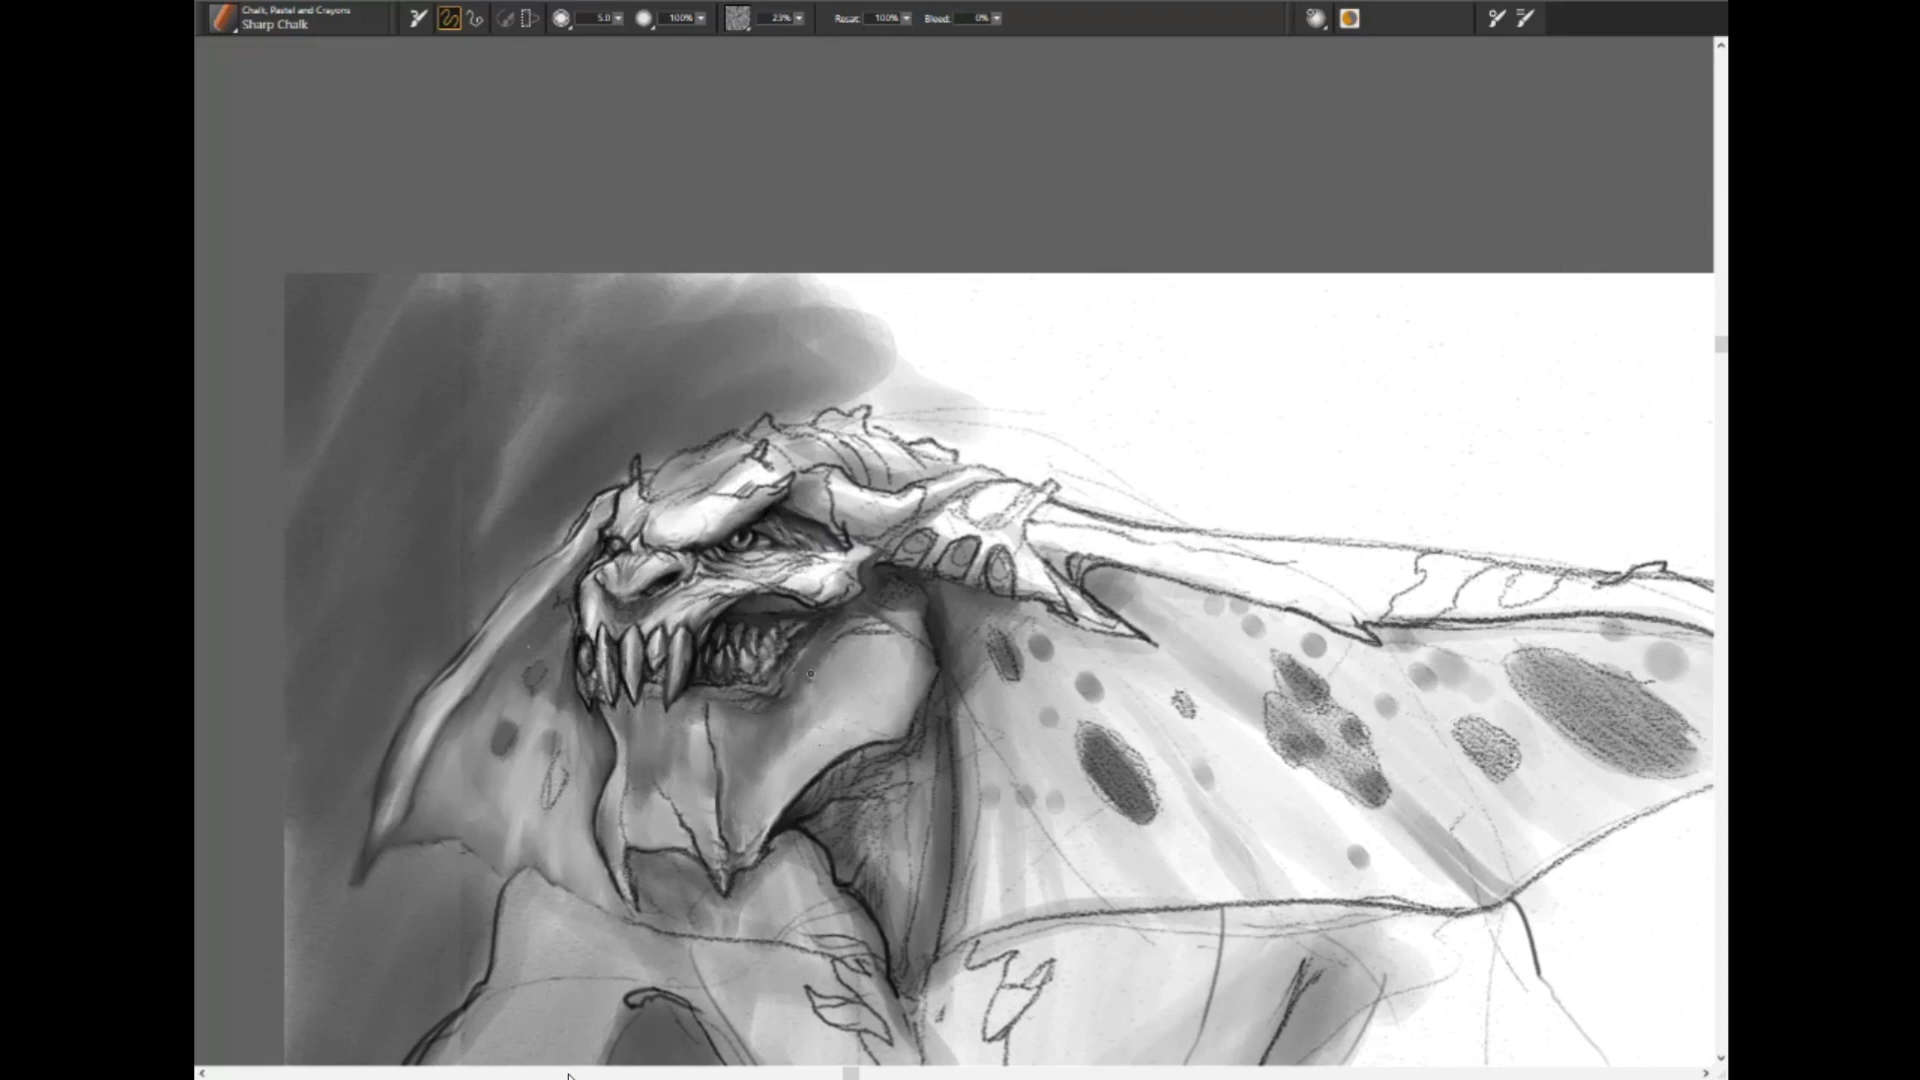 Chalk, Pastel and Crayons
Sharp Chalk
5.0
100%
23%
Resat: 100%
Bleed: 0%